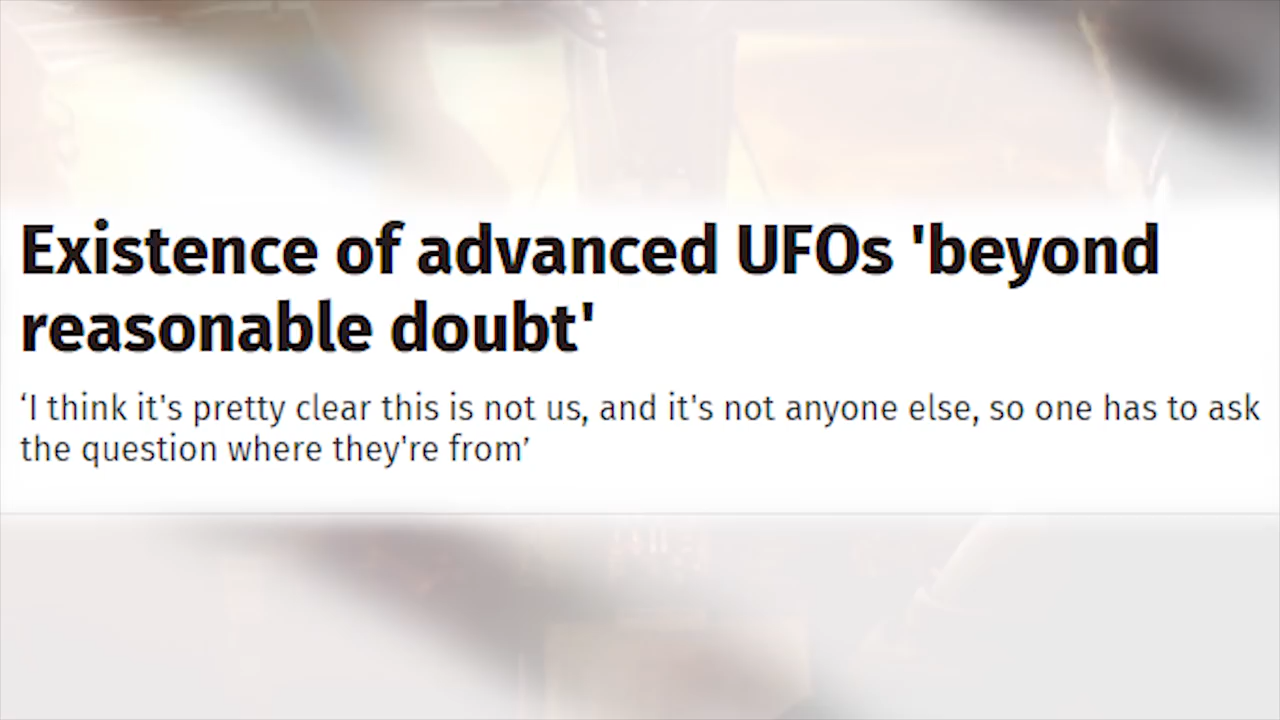 Existence of advanced UFOs 'beyond
reasonable doubt'
‘I think it's pretty clear this is not us, and it's not anyone else, so one has to ask
the question where they're from’